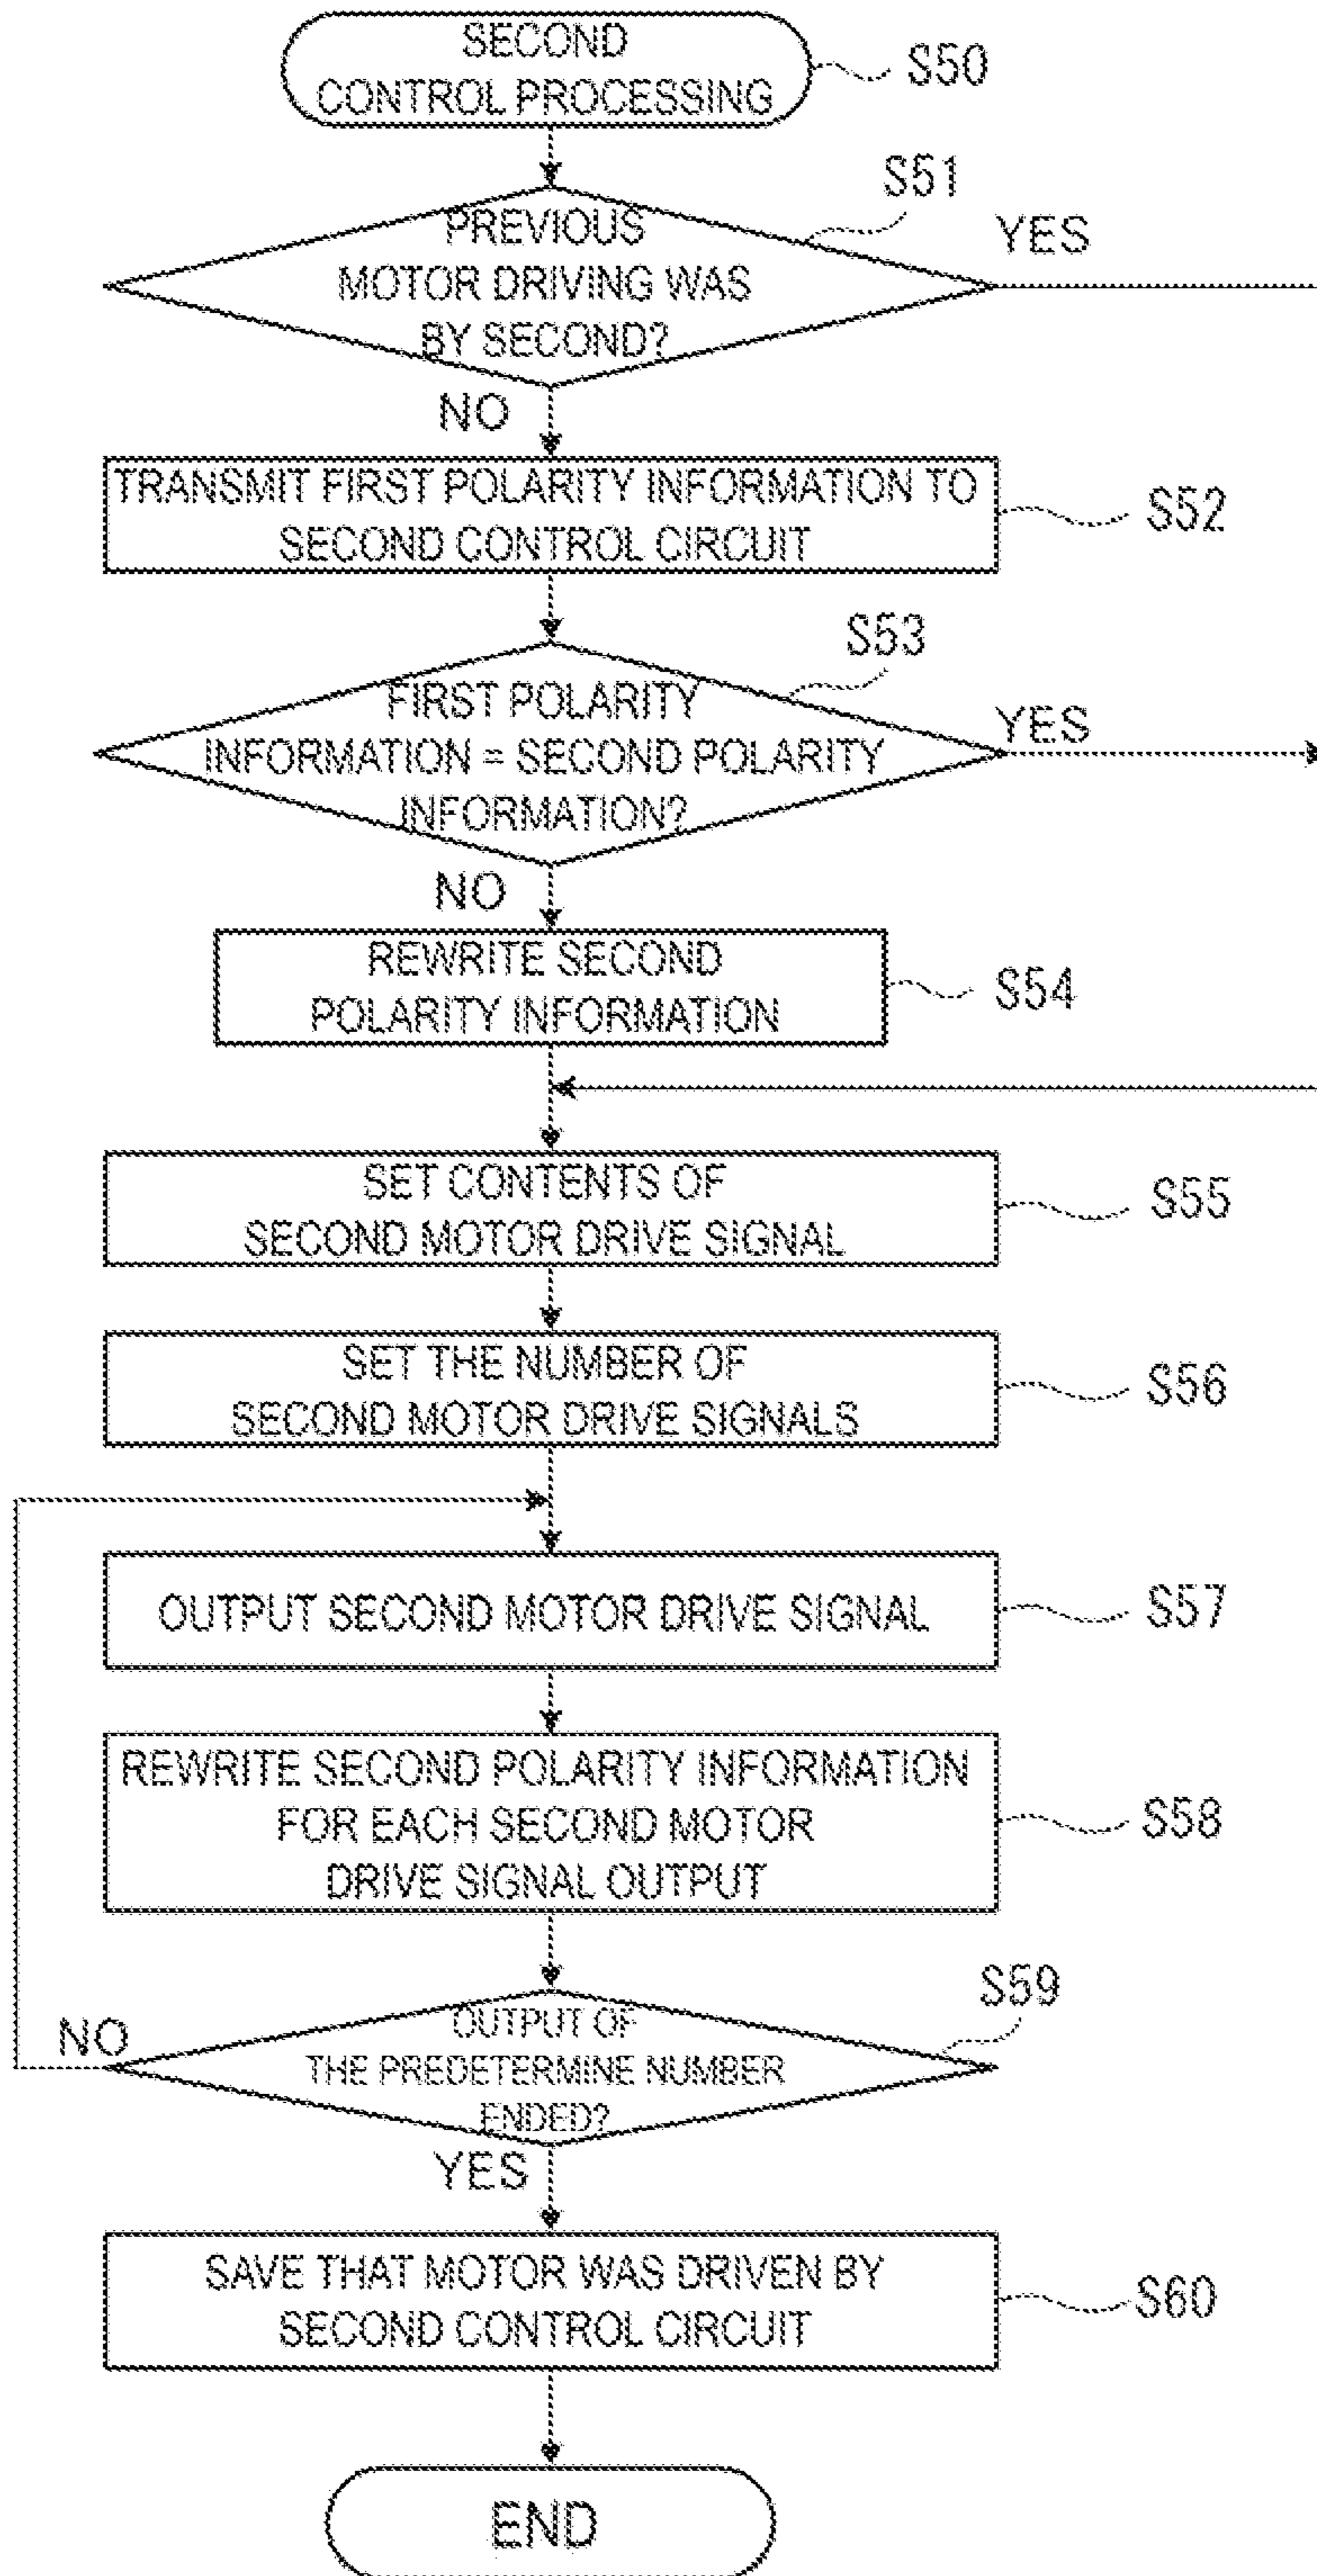 SECOND
CONTROL PROCESSING
S50
S51
PREVIOUS
MOTOR DRIVING WAS
BY SECOND?
YES
NO
TRANSMIT FIRST POLARITY INFORMATION TO
SECOND CONTROL CIRCUIT
S52
S53
FIRST POLARITY
INFORMATION = SECOND POLARITY
INFORMATION?
YES
NO
REWRITE SECOND
POLARITY INFORMATION
S54
SET CONTENTS OF
SECOND MOTOR DRIVE SIGNAL
S55
SET THE NUMBER OF
SECOND MOTOR DRIVE SIGNALS
S56
OUTPUT SECOND MOTOR DRIVE SIGNAL
S57
REWRITE SECOND POLARITY INFORMATION
FOR EACH SECOND MOTOR
DRIVE SIGNAL OUTPUT
S58
S59
OUTPUT OF
THE PREDETERMINE NUMBER
ENDED?
NO
YES
SAVE THAT MOTOR WAS DRIVEN BY
SECOND CONTROL CIRCUIT
S60
END